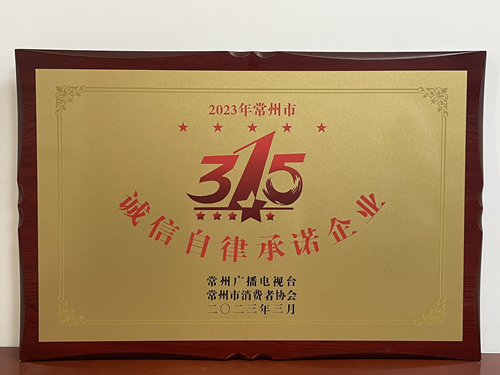 2023年常州市
315
诚信自律承诺企业
常州广播电视台
常州市消费者协会
二〇二三年三月